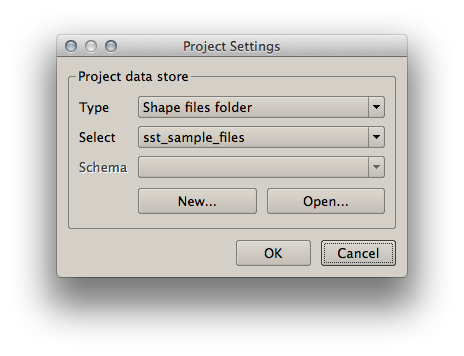 Project Settings
Project data store
Type Shape files folder
Select sst_sample_files
Schema
New... Open...
OK Cancel